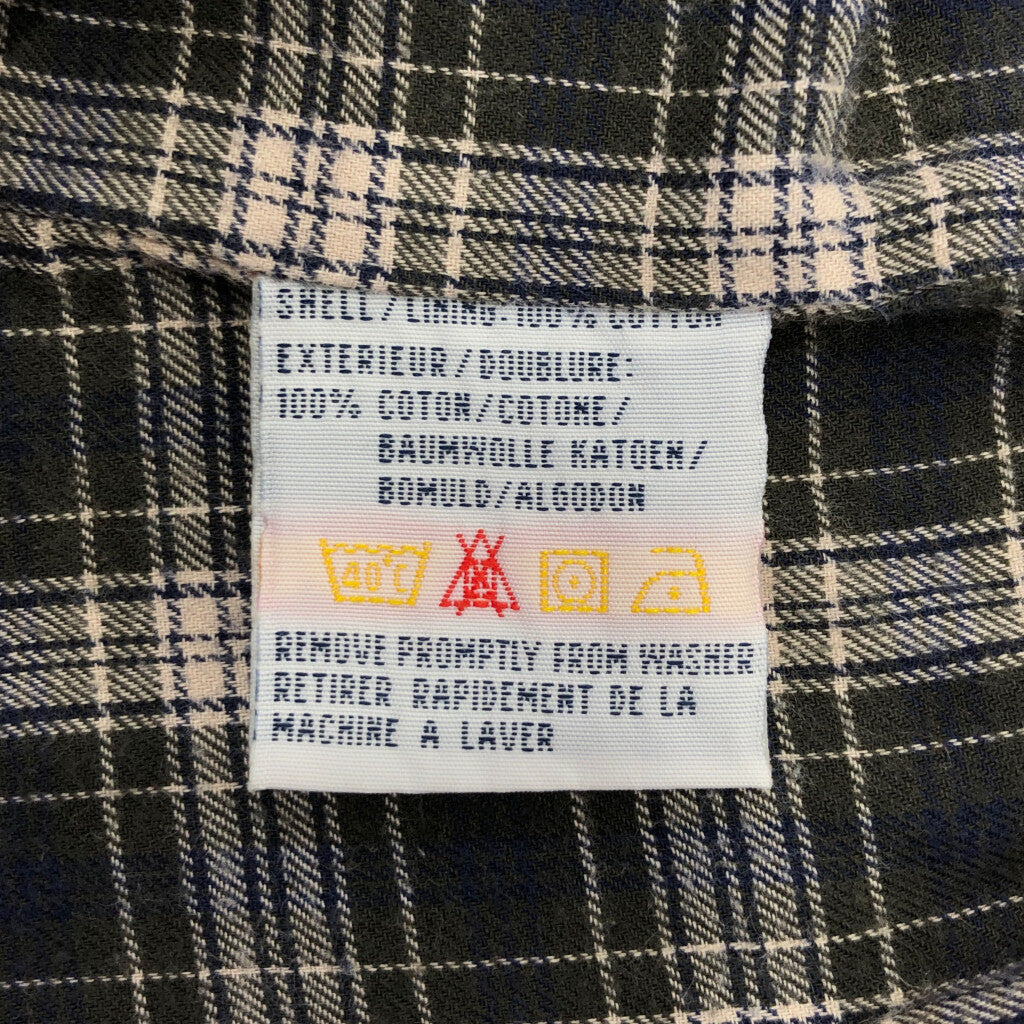 SHELL/LINING 100% COTTON
EXTERIEUR/DOUBLURE:
100% COTON/COTONE/
BAUMWOLLE KATOEN/
BOMULD/ALGODON
40°C
REMOVE PROMPTLY FROM WASHER
RETIRER RAPIDEMENT DE LA
MACHINE A LAVER